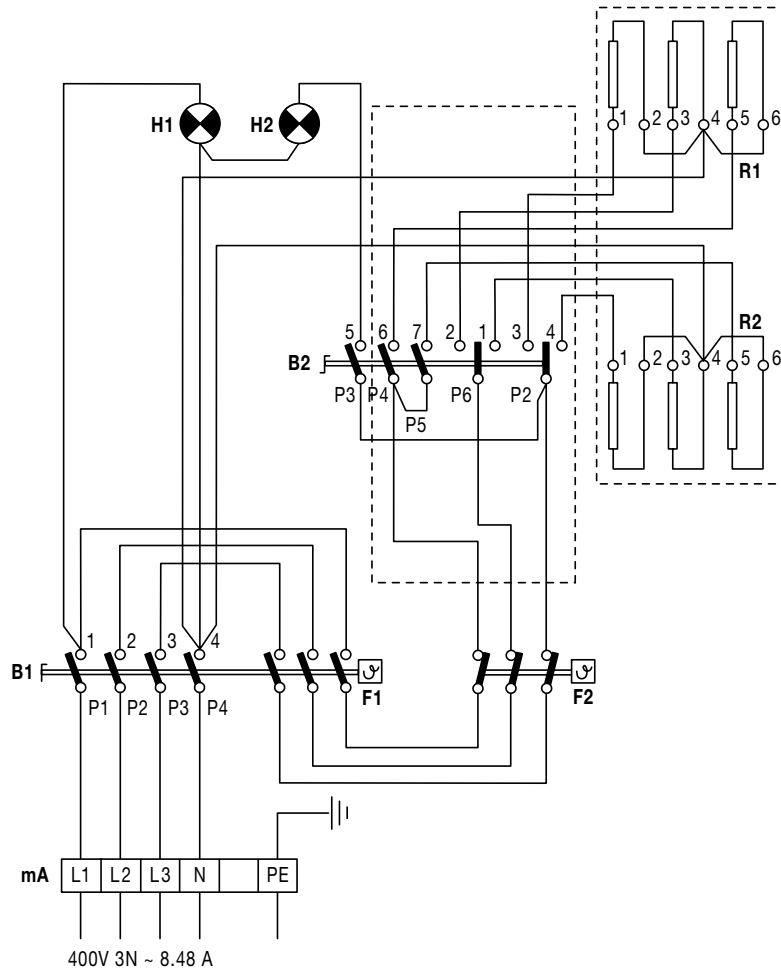 H1 H2
1 2 3 4 5 6
R1
5 6 7 2 1 3 4
R2
B2
1 2 3 4 5 6
P3 P4 P6 P2
P5
1 2 3 4
B1
P1 P2 P3 P4 F1 F2
mA L1 L2 L3 N PE
400V 3N ~ 8.48 A